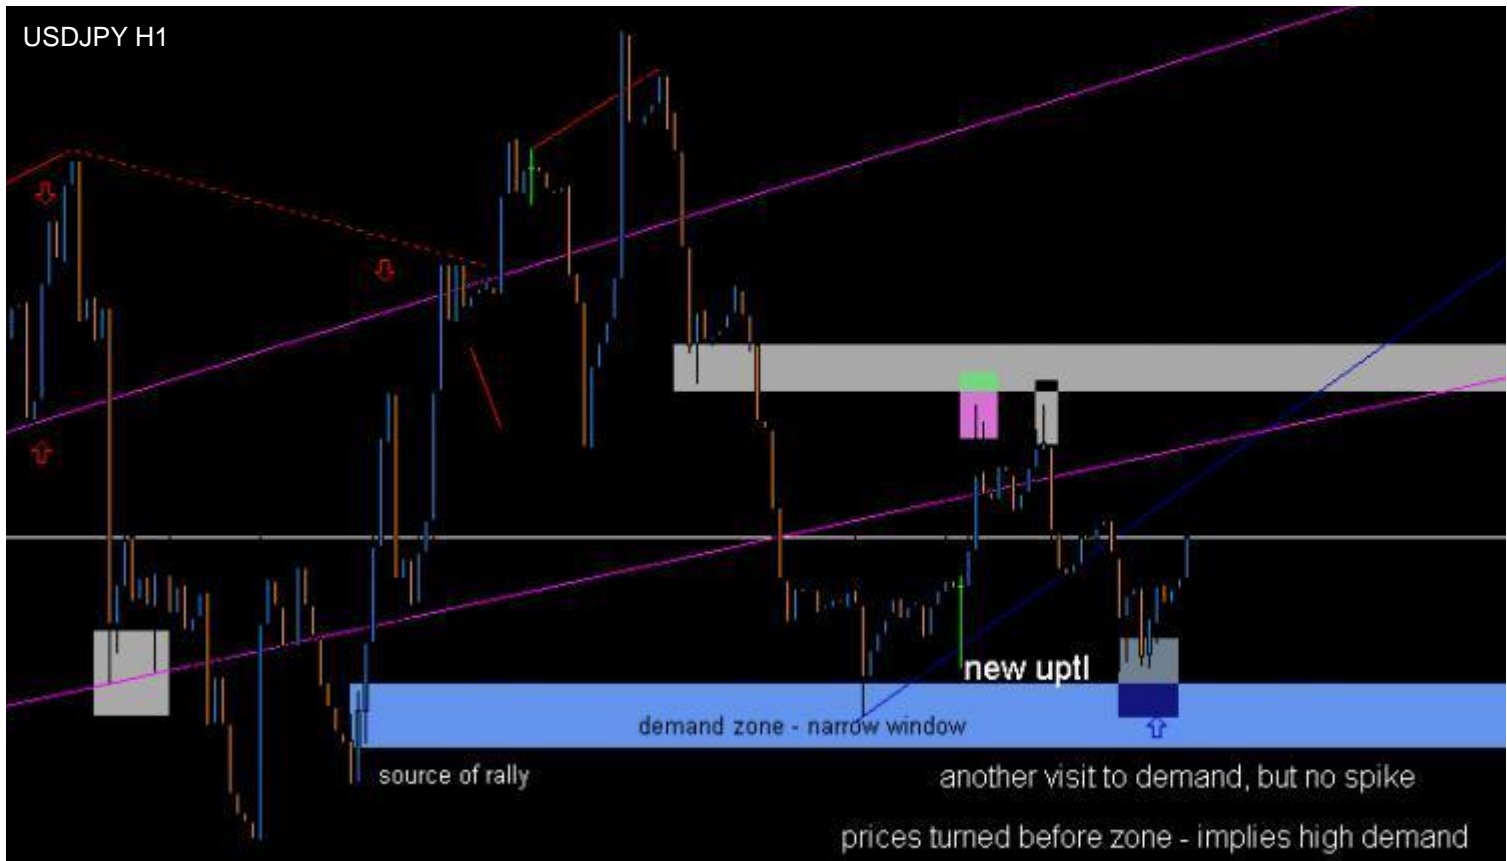 USDJPY H1
new uptl
demand zone - narrow window
source of rally
another visit to demand, but no spike
prices turned before zone - implies high demand